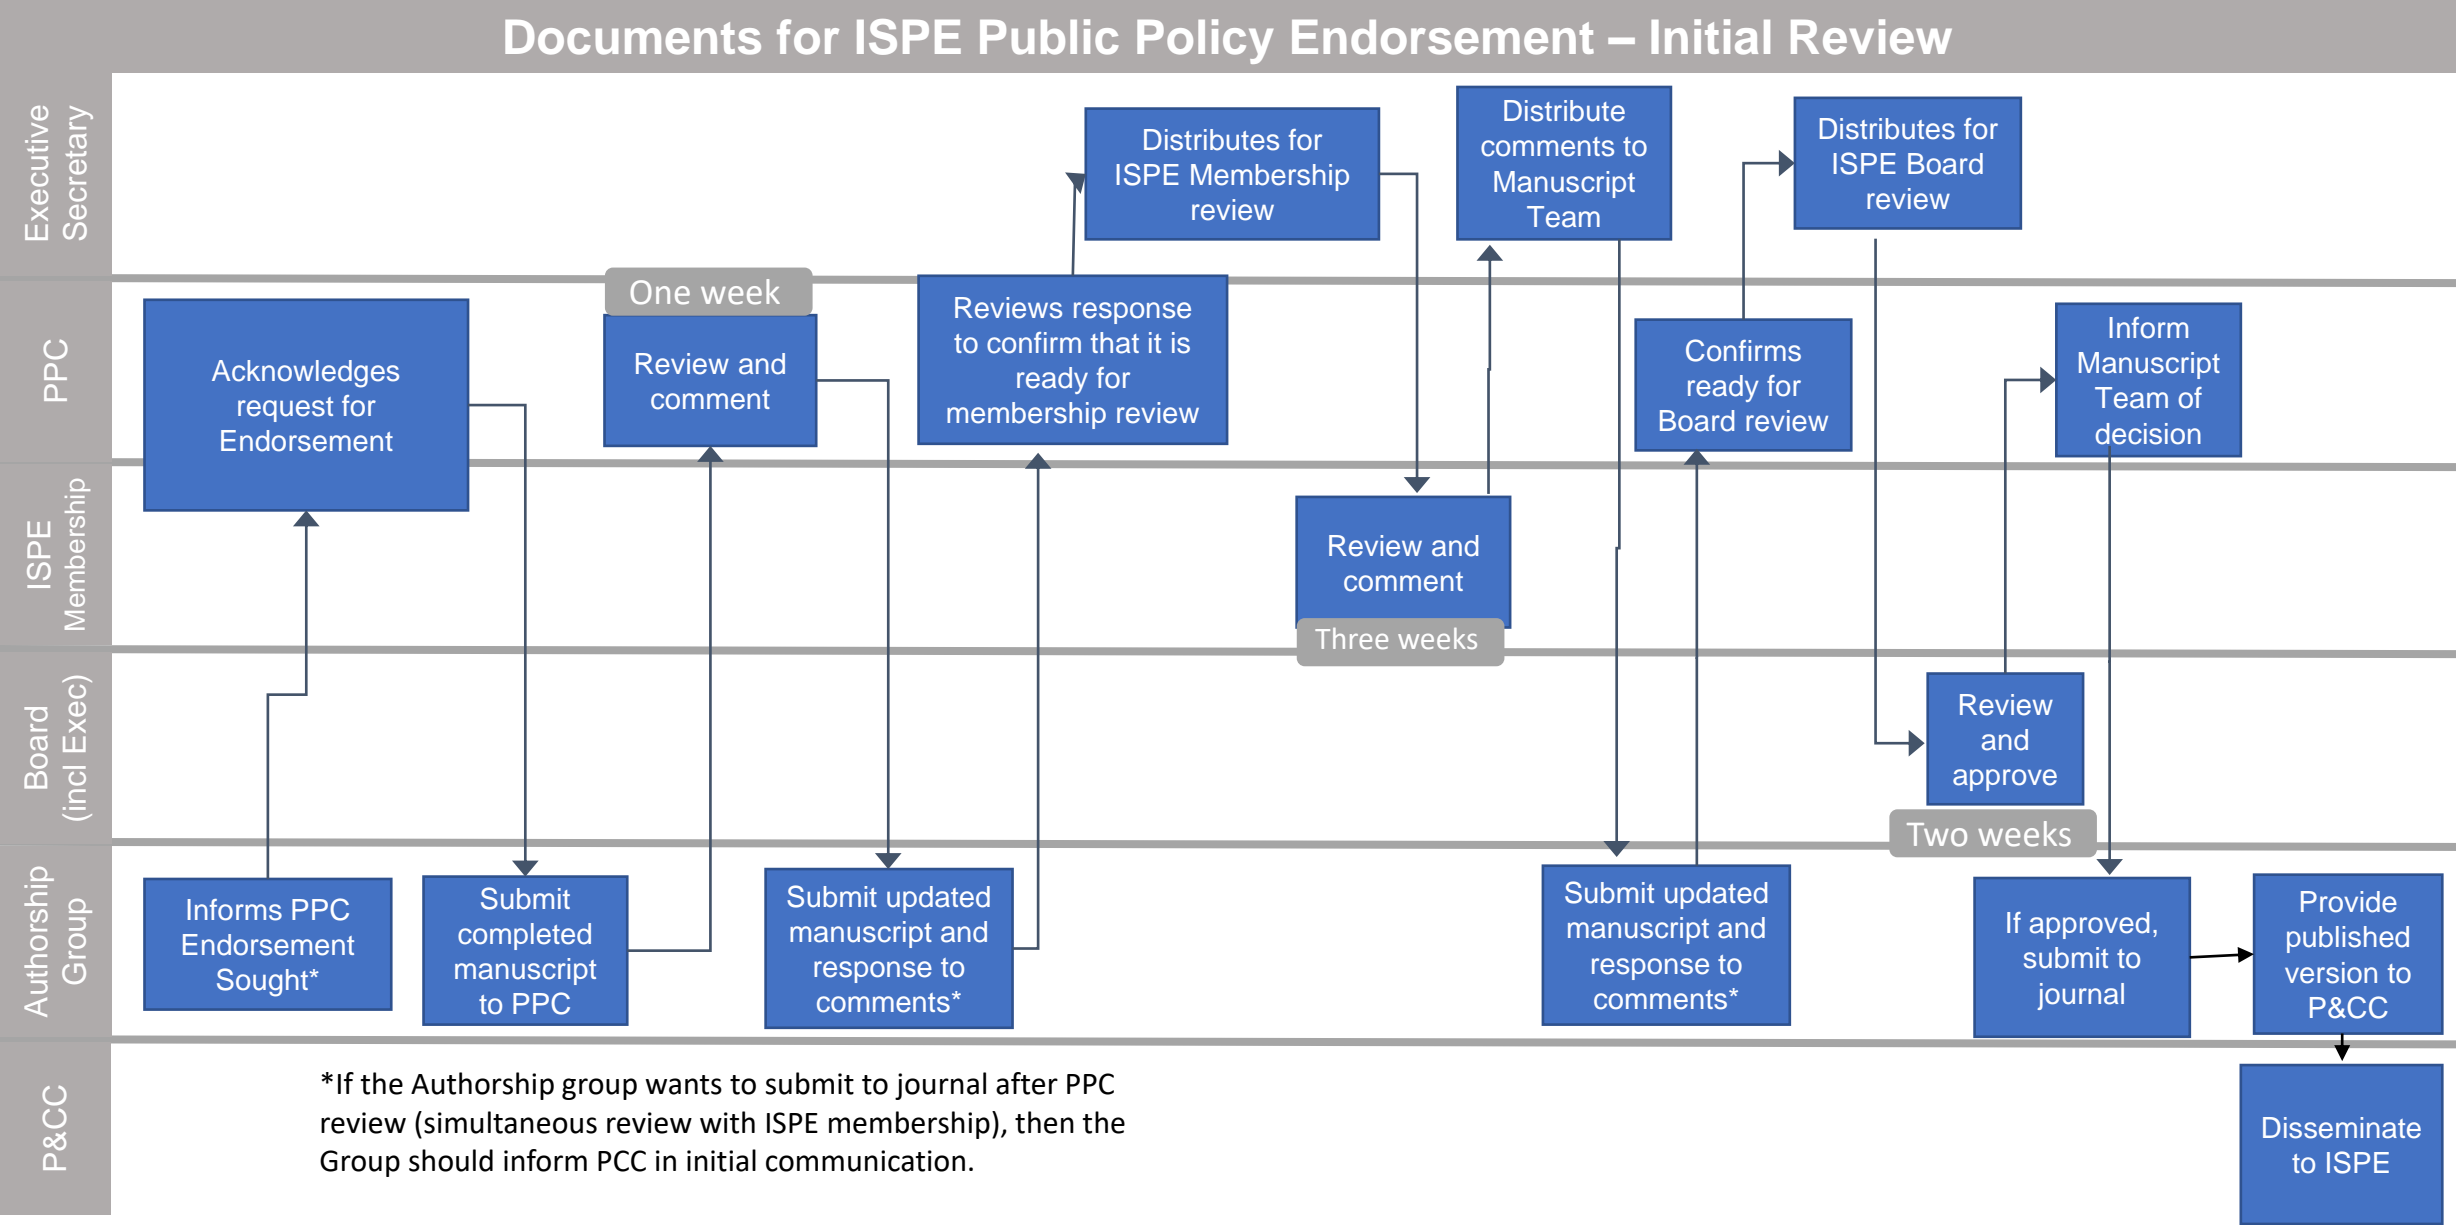 Documents for ISPE Public Policy Endorsement – Initial Review
Executive
Secretary
Distributes for
ISPE Membership
review
Distribute
comments to
Manuscript
Team
Distributes for
ISPE Board
review
PPC
Acknowledges
request for
Endorsement
One week
Review and
comment
Reviews response
to confirm that it is
ready for
membership review
Confirms
ready for
Board review
Inform
Manuscript
Team of
decision
ISPE
Membership
Review and
comment
Three weeks
Board
(incl Exec)
Review
and
approve
Two weeks
Authorship
Group
Informs PPC
Endorsement
Sought*
Submit
completed
manuscript
to PPC
Submit updated
manuscript and
response to
comments*
Submit updated
manuscript and
response to
comments*
If approved,
submit to
journal
Provide
published
version to
P&CC
P&CC
*If the Authorship group wants to submit to journal after PPC
review (simultaneous review with ISPE membership), then the
Group should inform PCC in initial communication.
Disseminate
to ISPE